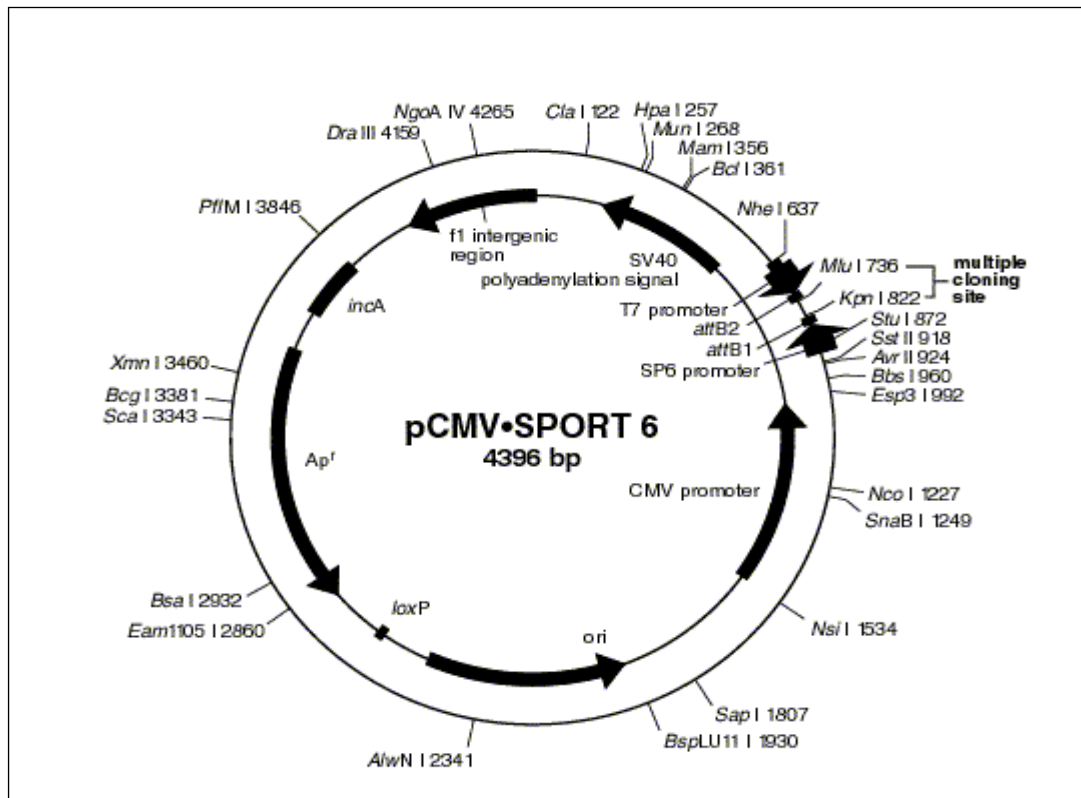 NgoA IV 4265
Dra III 4159
PflM I 3846
Xmn I 3460
Bcg I 3381
Sca I 3343
Bsa I 2932
Eam1105 I 2860
AlwN I 2341
Cla I 122
Hpa I 257
Mun I 268
Mam I 356
Bcl I 361
Nhe I 637
Mlu I 736
Kpn I 822
multiple
cloning
site
Stu I 872
Sst II 918
Avr II 924
Bbs I 960
Esp3 I 992
Nco I 1227
SnaB I 1249
Nsi I 1534
Sap I 1807
BspLU11 I 1930
f1 intergenic
region
SV40
polyadenylation signal
T7 promoter
attB2
attB1
SP6 promoter
incA
pCMV•SPORT 6
4396 bp
Apr
CMV promoter
loxP
ori